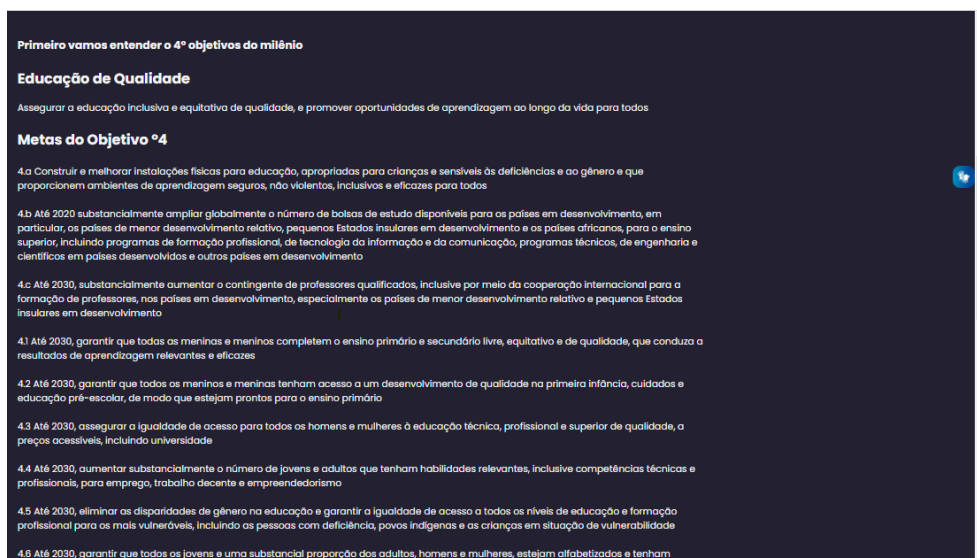 Primeiro vamos entender o 4º objetivos do milênio
Educação de Qualidade
Assegurar a educação inclusiva e equitativa de qualidade, e promover oportunidades de aprendizagem ao longo da vida para todos
Metas do Objetivo º4
4.a Construir e melhorar instalações físicas para educação, apropriadas para crianças e sensíveis às deficiências e ao gênero e que
proporcionem ambientes de aprendizagem seguros, não violentos, inclusivos e eficazes para todos
4.b Até 2020 substancialmente ampliar globalmente o número de bolsas de estudo disponíveis para os países em desenvolvimento, em
particular, os países de menor desenvolvimento relativo, pequenos Estados insulares em desenvolvimento e os países africanos, para o ensino
superior, incluindo programas de formação profissional, de tecnologia da informação e da comunicação, programas técnicos, de engenharia e
científicos em países desenvolvidos e outros países em desenvolvimento
4.c Até 2030, substancialmente aumentar o contingente de professores qualificados, inclusive por meio da cooperação internacional para a
formação de professores, nos países em desenvolvimento, especialmente os países de menor desenvolvimento relativo e pequenos Estados
insulares em desenvolvimento
4.1 Até 2030, garantir que todas as meninas e meninos completem o ensino primário e secundário livre, equitativo e de qualidade, que conduza a
resultados de aprendizagem relevantes e eficazes
4.2 Até 2030, garantir que todos os meninos e meninas tenham acesso a um desenvolvimento de qualidade na primeira infância, cuidados e
educação pré-escolar, de modo que estejam prontos para o ensino primário
4.3 Até 2030, assegurar a igualdade de acesso para todos os homens e mulheres à educação técnica, profissional e superior de qualidade, a
preços acessíveis, incluindo universidade
4.4 Até 2030, aumentar substancialmente o número de jovens e adultos que tenham habilidades relevantes, inclusive competências técnicas e
profissionais, para emprego, trabalho decente e empreendedorismo
4.5 Até 2030, eliminar as disparidades de gênero na educação e garantir a igualdade de acesso a todos os níveis de educação e formação
profissional para os mais vulneráveis, incluindo as pessoas com deficiência, povos indígenas e as crianças em situação de vulnerabilidade
4.6 Até 2030, garantir que todos os jovens e uma substancial proporção dos adultos, homens e mulheres, estejam alfabetizados e tenham